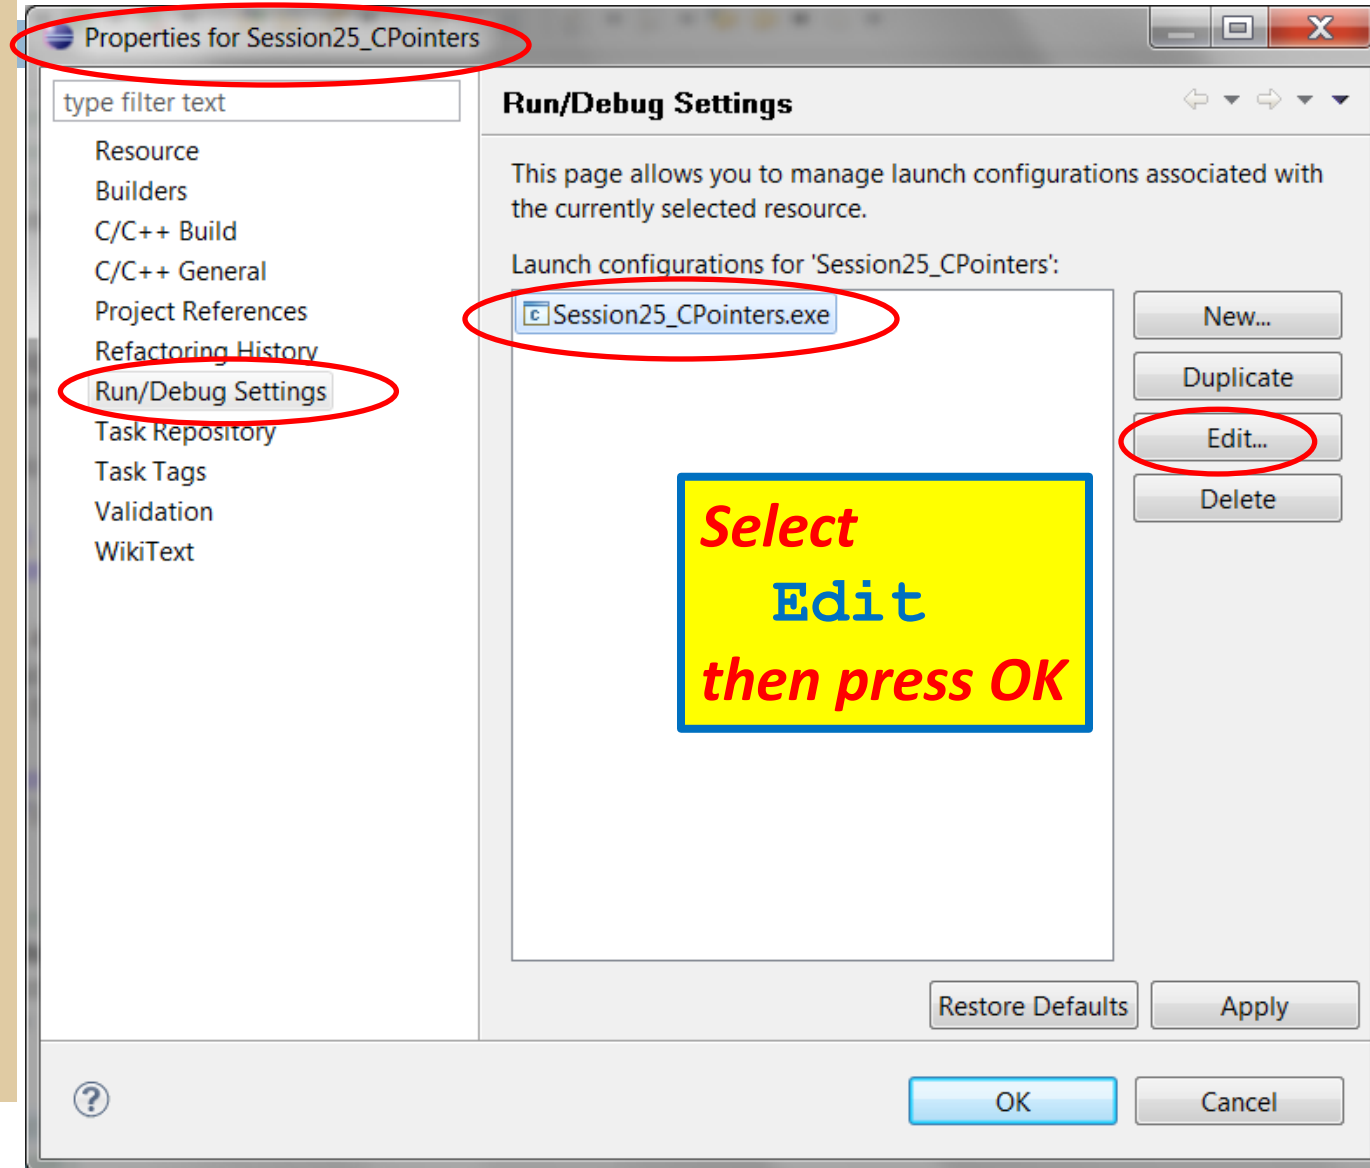 Properties for Session25_CPointers
type filter text
Resource
Builders
C/C++ Build
C/C++ General
Project References
Refactoring History
Run/Debug Settings
Task Repository
Task Tags
Validation
WikiText
Run/Debug Settings
This page allows you to manage launch configurations associated with
the currently selected resource.
Launch configurations for 'Session25_CPointers':
Session25_CPointers.exe
New...
Duplicate
Edit...
Delete
Select
Edit
then press OK
Restore Defaults
Apply
OK
Cancel